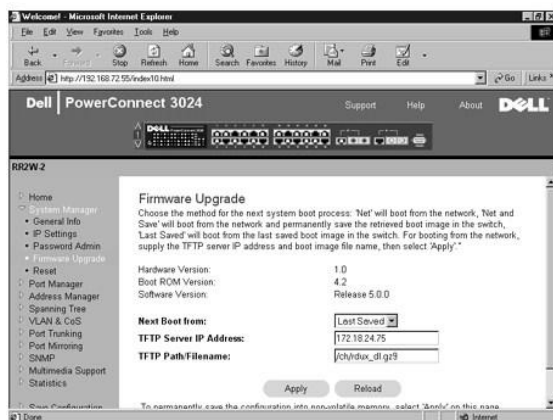 Welcome! - Microsoft Internet Explorer
File Edit View Favorites Tools Help
Back Forward Stop Refresh Home Search Favorites History Mail Print Edit
Address http://192.168.72.55/index10.html Go Links
Dell PowerConnect 3024 Support Help About DELL
DELL
RR2W-2
Home
System Manager
General Info
IP Settings
Password Admin
Firmware Upgrade
Reset
Port Manager
Address Manager
Spanning Tree
VLAN & CoS
Port Trunking
Port Mirroring
SNMP
Multimedia Support
Statistics
Save Configuration
Firmware Upgrade
Choose the method for the next system boot process: 'Net' will boot from the network, 'Net and
Save' will boot from the network and permanently save the retrieved boot image in the switch,
'Last Saved' will boot from the last saved boot image in the switch. For booting from the network,
supply the TFTP server IP address and boot image file name, then select 'Apply'."
Hardware Version: 1.0
Boot ROM Version: 4.2
Software Version: Release 5.0.0
Next Boot from: Last Saved
TFTP Server IP Address: 172.18.24.75
TFTP Path/Filename: /ch/rdux_dl.gz9
Apply Reload
To permanently save the configuration into non-volatile memory, select 'Apply' on this page
Done Internet